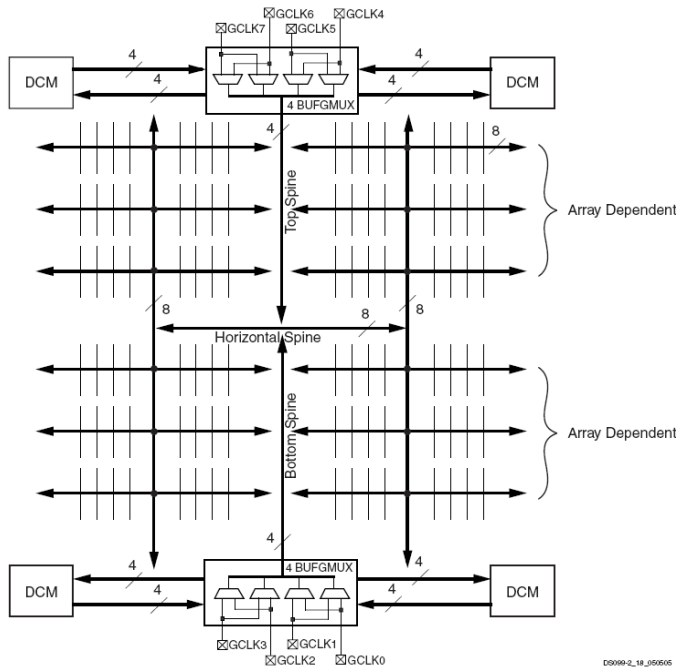 GCLK6
GCLK4
GCLK7
GCLK5
4
4
DCM
DCM
4
4
4 BUFGMUX
4
8
Top Spine
Array Dependent
8
8
8
Horizontal Spine
Bottom Spine
Array Dependent
4
4
4 BUFGMUX
4
DCM
DCM
4
4
GCLK3
GCLK1
GCLK2
GCLK0
DS099-2_18_050505